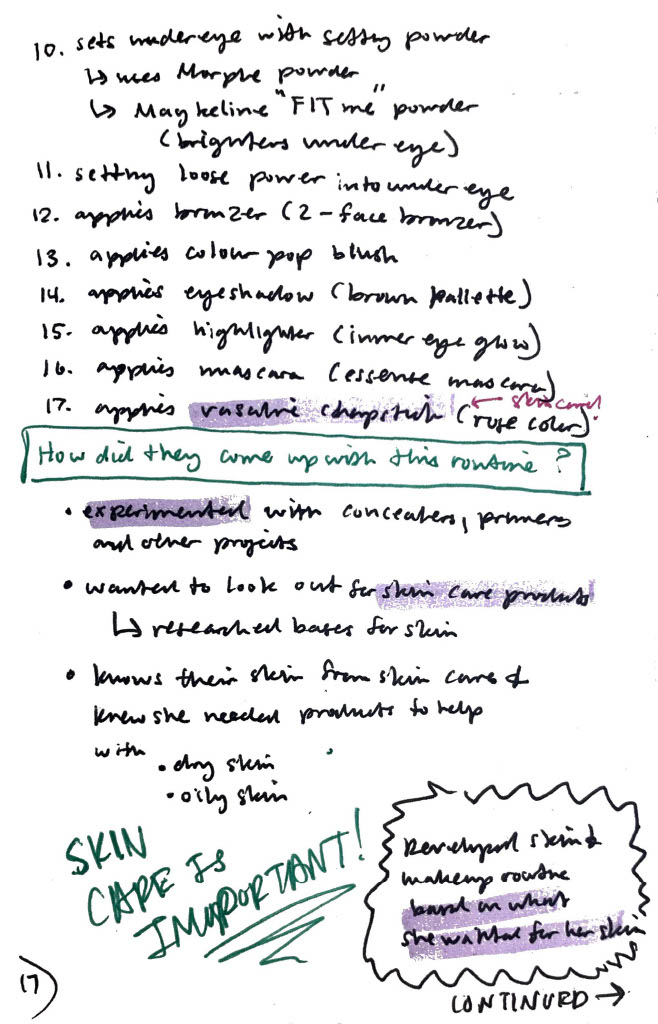 10. sets undereye with setting powder
↳ uses Morphe powder
↳ Maybeline "FIT me" powder
(brightens under eye)
11. setting loose power into under eye
12. applies bronzer (2-face bronzer)
13. applies colour pop blush
14. applies eyeshadow (brown pallette)
15. applies highlighter (inner eye glow)
16. applies mascara (essense mascara)
17. applies vasaline chapstick (rose color) ← skin care!
How did they come up with this routine?
• experimented with concealers, primers
and other projects
• wanted to look out for skin care products
↳ researched bases for skin
• knows their skin from skin care &
knew she needed products to help
with • dry skin
• oily skin
SKIN
CARE IS
IMPORTANT!
Developed skin &
makeup routine
based on what
she wanted for her skin
17
CONTINUED →